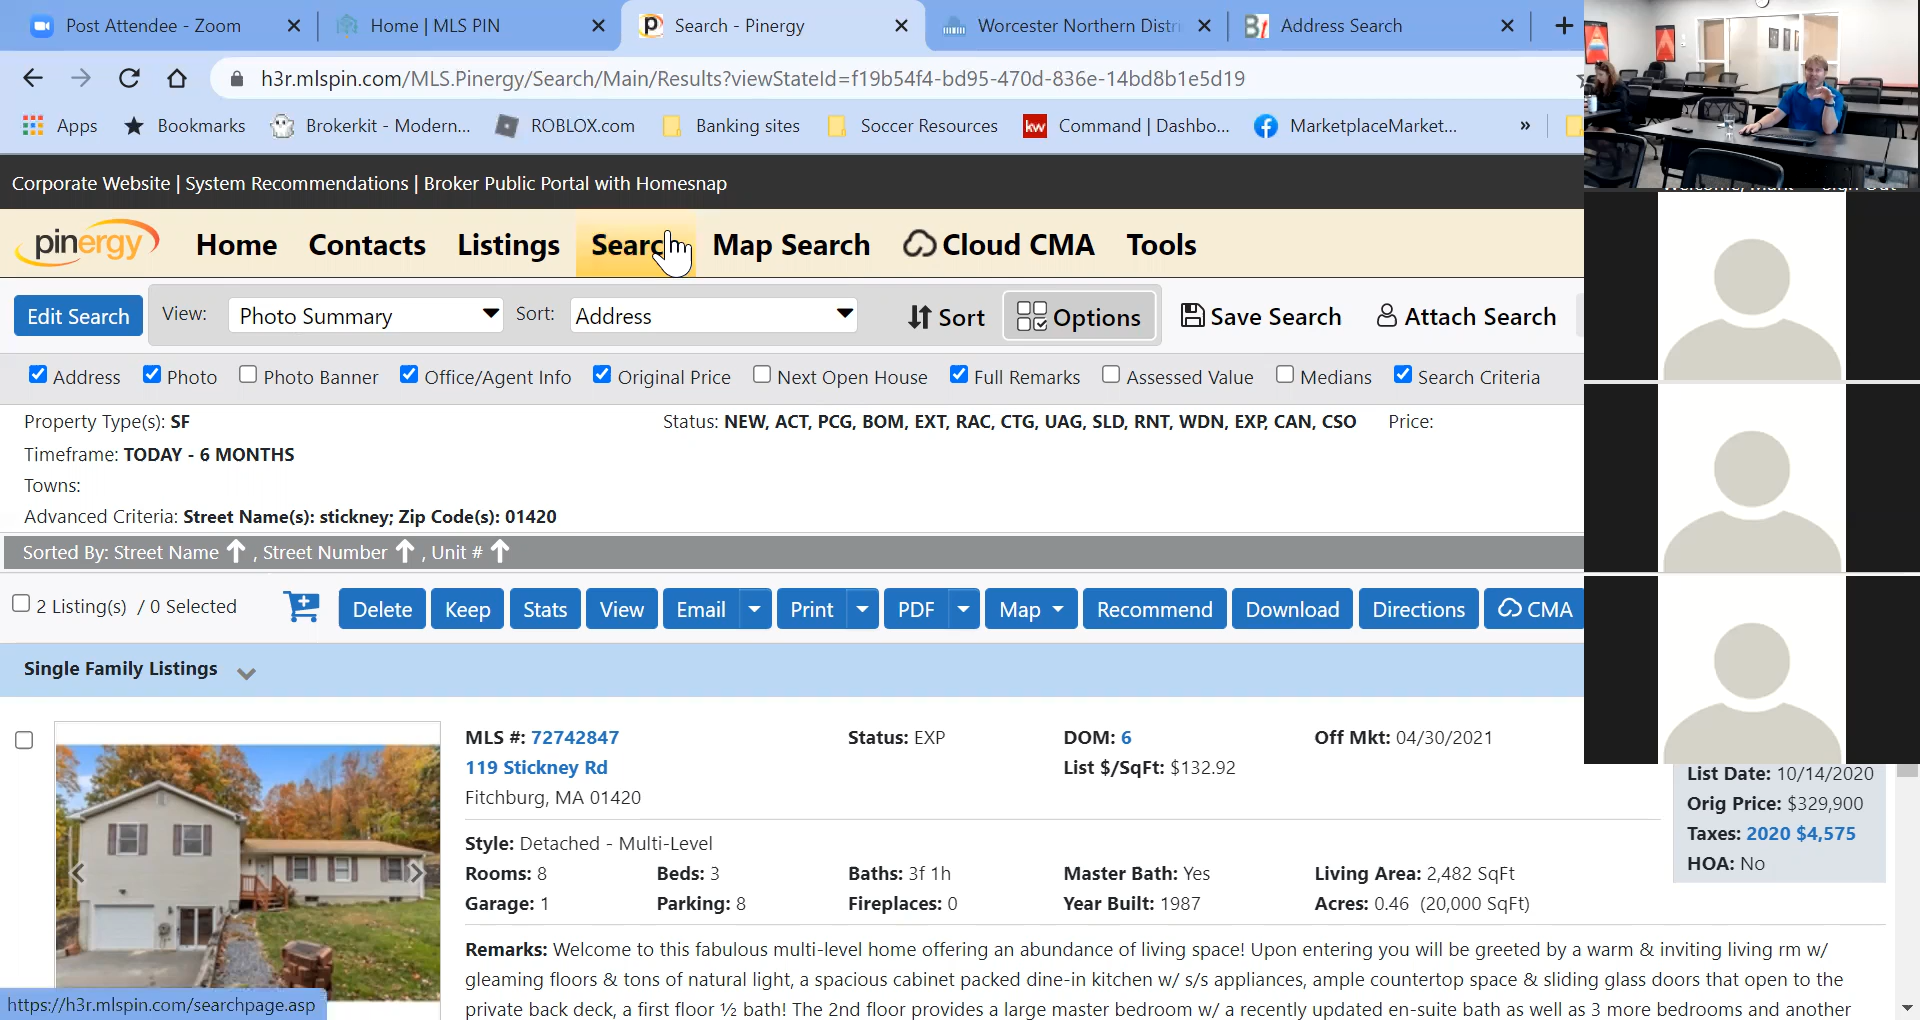 Post Attendee - Zoom
Home | MLS PIN
Search - Pinergy
Worcester Northern Distri
Address Search
h3r.mlspin.com/MLS.Pinergy/Search/Main/Results?viewStateId=f19b54f4-bd95-470d-836e-14bd8b1e5d19
Apps Bookmarks Brokerkit - Modern... ROBLOX.com Banking sites Soccer Resources Command | Dashbo... MarketplaceMarket... »
Corporate Website | System Recommendations | Broker Public Portal with Homesnap
pinergy Home Contacts Listings Search Map Search Cloud CMA Tools
Edit Search View: Photo Summary Sort: Address Sort Options Save Search Attach Search
Address Photo Photo Banner Office/Agent Info Original Price Next Open House Full Remarks Assessed Value Medians Search Criteria
Property Type(s): SF Status: NEW, ACT, PCG, BOM, EXT, RAC, CTG, UAG, SLD, RNT, WDN, EXP, CAN, CSO Price:
Timeframe: TODAY - 6 MONTHS
Towns:
Advanced Criteria: Street Name(s): stickney; Zip Code(s): 01420
Sorted By: Street Name ↑ , Street Number ↑ , Unit # ↑
2 Listing(s) / 0 Selected Delete Keep Stats View Email Print PDF Map Recommend Download Directions CMA
Single Family Listings
MLS #: 72742847 Status: EXP DOM: 6 Off Mkt: 04/30/2021
119 Stickney Rd List $/SqFt: $132.92
List Date: 10/14/2020
Fitchburg, MA 01420
Orig Price: $329,900
Taxes: 2020 $4,575
Style: Detached - Multi-Level
HOA: No
Rooms: 8 Beds: 3 Baths: 3f 1h Master Bath: Yes Living Area: 2,482 SqFt
Garage: 1 Parking: 8 Fireplaces: 0 Year Built: 1987 Acres: 0.46 (20,000 SqFt)
Remarks: Welcome to this fabulous multi-level home offering an abundance of living space! Upon entering you will be greeted by a warm & inviting living rm w/
gleaming floors & tons of natural light, a spacious cabinet packed dine-in kitchen w/ s/s appliances, ample countertop space & sliding glass doors that open to the
private back deck, a first floor ½ bath! The 2nd floor provides a large master bedroom w/ a recently updated en-suite bath as well as 3 more bedrooms and another
https://h3r.mlspin.com/searchpage.asp